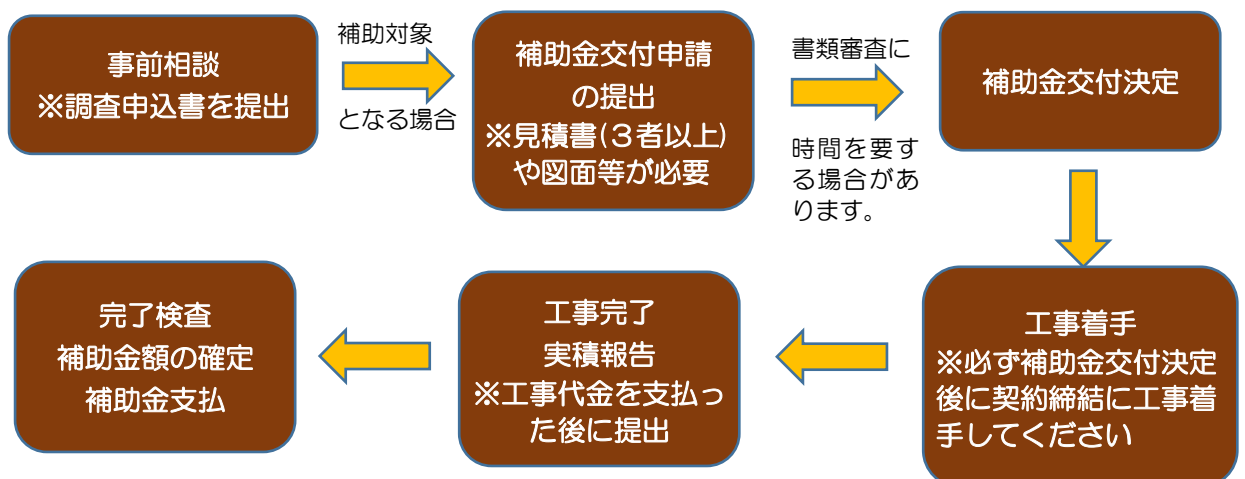 事前相談
※調査申込書を提出
補助対象
となる場合
補助金交付申請
の提出
※見積書(３者以上)
や図面等が必要
書類審査に
時間を要す
る場合があ
ります。
補助金交付決定
工事着手
※必ず補助金交付決定
後に契約締結に工事着
手してください
工事完了
実積報告
※工事代金を支払っ
た後に提出
完了検査
補助金額の確定
補助金支払